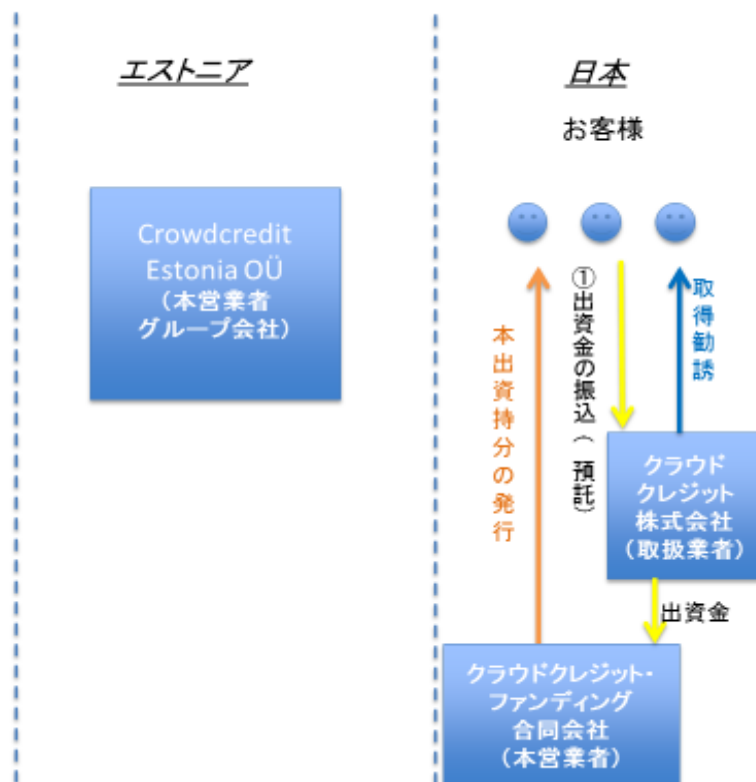 エストニア
日本
お客様
Crowdcredit
Estonia OÜ
(本営業者
グループ会社)
本出資持分の発行
①出資金の振込(預託)
取得勧誘
クラウド
クレジット
株式会社
(取扱業者)
出資金
クラウドクレジット・
ファンディング
合同会社
(本営業者)